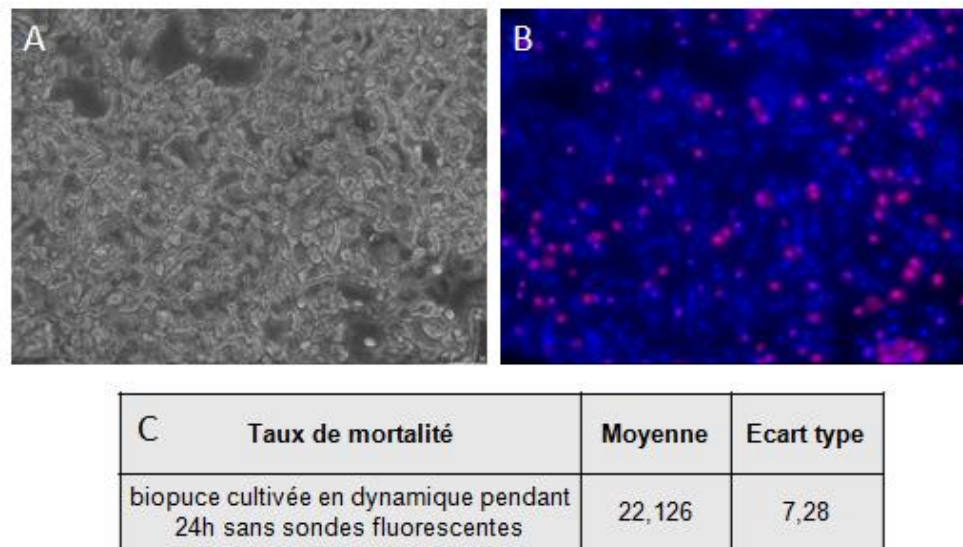 A
B
C
Taux de mortalité
Moyenne
Ecart type
biopuce cultivée en dynamique pendant
24h sans sondes fluorescentes
22,126
7,28